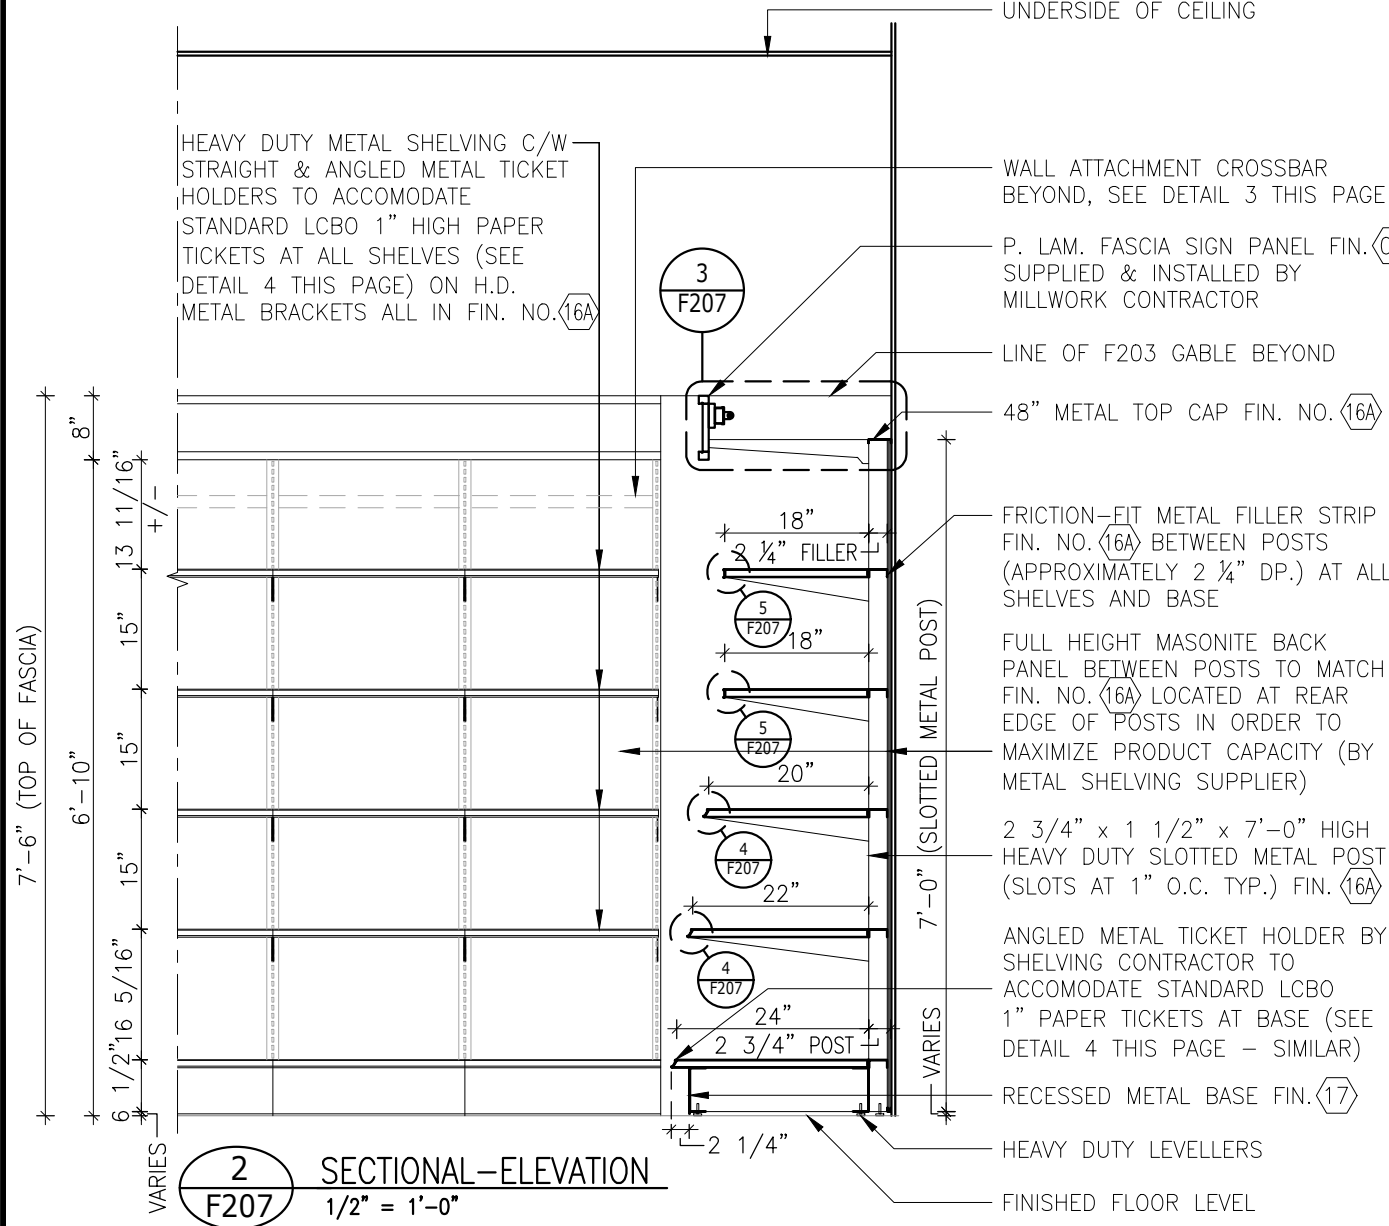 UNDERSIDE OF CEILING
HEAVY DUTY METAL SHELVING C/W
STRAIGHT & ANGLED METAL TICKET
HOLDERS TO ACCOMODATE
STANDARD LCBO 1" HIGH PAPER
TICKETS AT ALL SHELVES (SEE
DETAIL 4 THIS PAGE) ON H.D.
METAL BRACKETS ALL IN FIN. NO. 16A
WALL ATTACHMENT CROSSBAR
BEYOND, SEE DETAIL 3 THIS PAGE
P. LAM. FASCIA SIGN PANEL FIN.
SUPPLIED & INSTALLED BY
MILLWORK CONTRACTOR
3
F207
LINE OF F203 GABLE BEYOND
48" METAL TOP CAP FIN. NO. 16A
FRICTION-FIT METAL FILLER STRIP
FIN. NO. 16A BETWEEN POSTS
(APPROXIMATELY 2 ¼" DP.) AT ALL
SHELVES AND BASE
FULL HEIGHT MASONITE BACK
PANEL BETWEEN POSTS TO MATCH
FIN. NO. 16A LOCATED AT REAR
EDGE OF POSTS IN ORDER TO
MAXIMIZE PRODUCT CAPACITY (BY
METAL SHELVING SUPPLIER)
2 3/4" x 1 1/2" x 7'-0" HIGH
HEAVY DUTY SLOTTED METAL POST
(SLOTS AT 1" O.C. TYP.) FIN. 16A
ANGLED METAL TICKET HOLDER BY
SHELVING CONTRACTOR TO
ACCOMODATE STANDARD LCBO
1" PAPER TICKETS AT BASE (SEE
DETAIL 4 THIS PAGE - SIMILAR)
RECESSED METAL BASE FIN. 17
HEAVY DUTY LEVELLERS
FINISHED FLOOR LEVEL
7'-6" (TOP OF FASCIA)
8"
6'-10"
13 11/16"
+/-
15"
15"
15"
16 5/16"
6 1/2"
VARIES
18"
2 ¼" FILLER
5
F207
18"
5
F207
20"
4
F207
22"
4
F207
24"
2 3/4" POST
2 1/4"
7'-0" (SLOTTED METAL POST)
VARIES
2
F207
SECTIONAL-ELEVATION
1/2" = 1'-0"